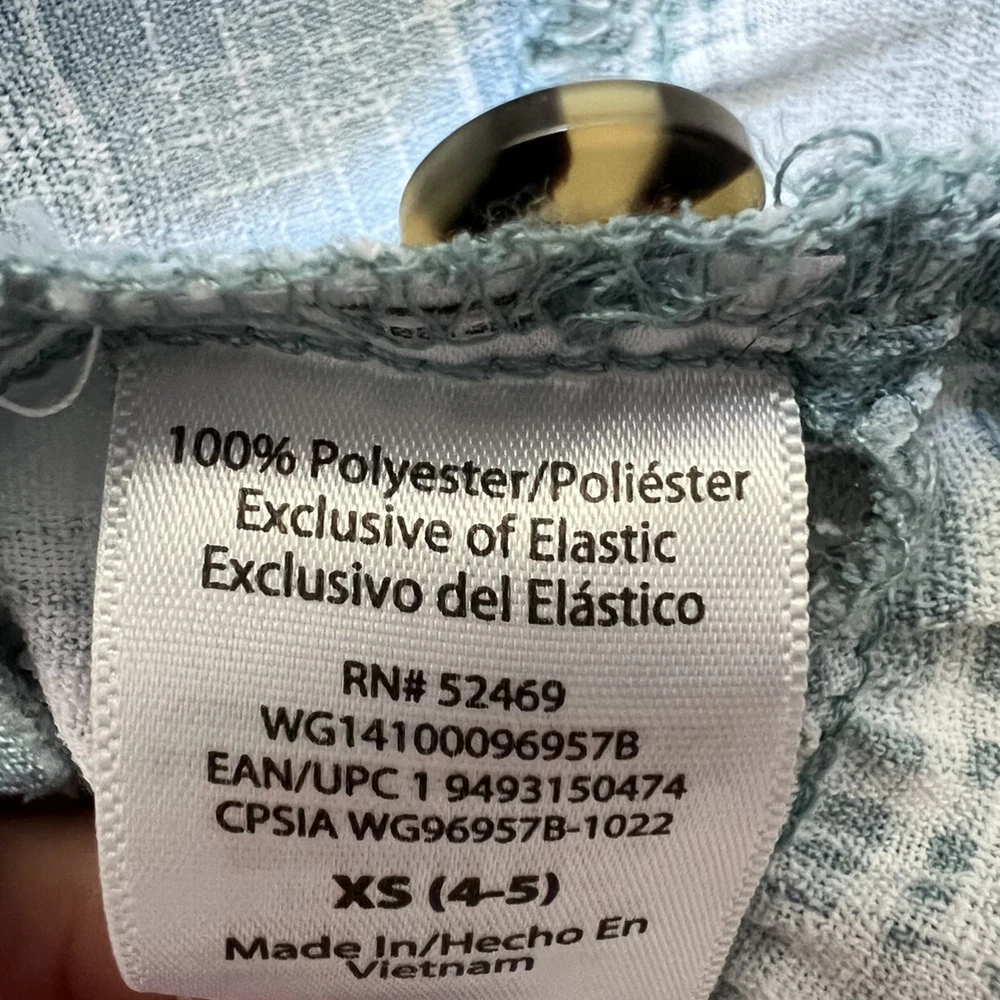 100% Polyester/Poliéster
Exclusive of Elastic
Exclusivo del Elástico
RN# 52469
WG14100096957B
EAN/UPC 1 9493150474
CPSIA WG96957B-1022
XS (4-5)
Made In/Hecho En
Vietnam